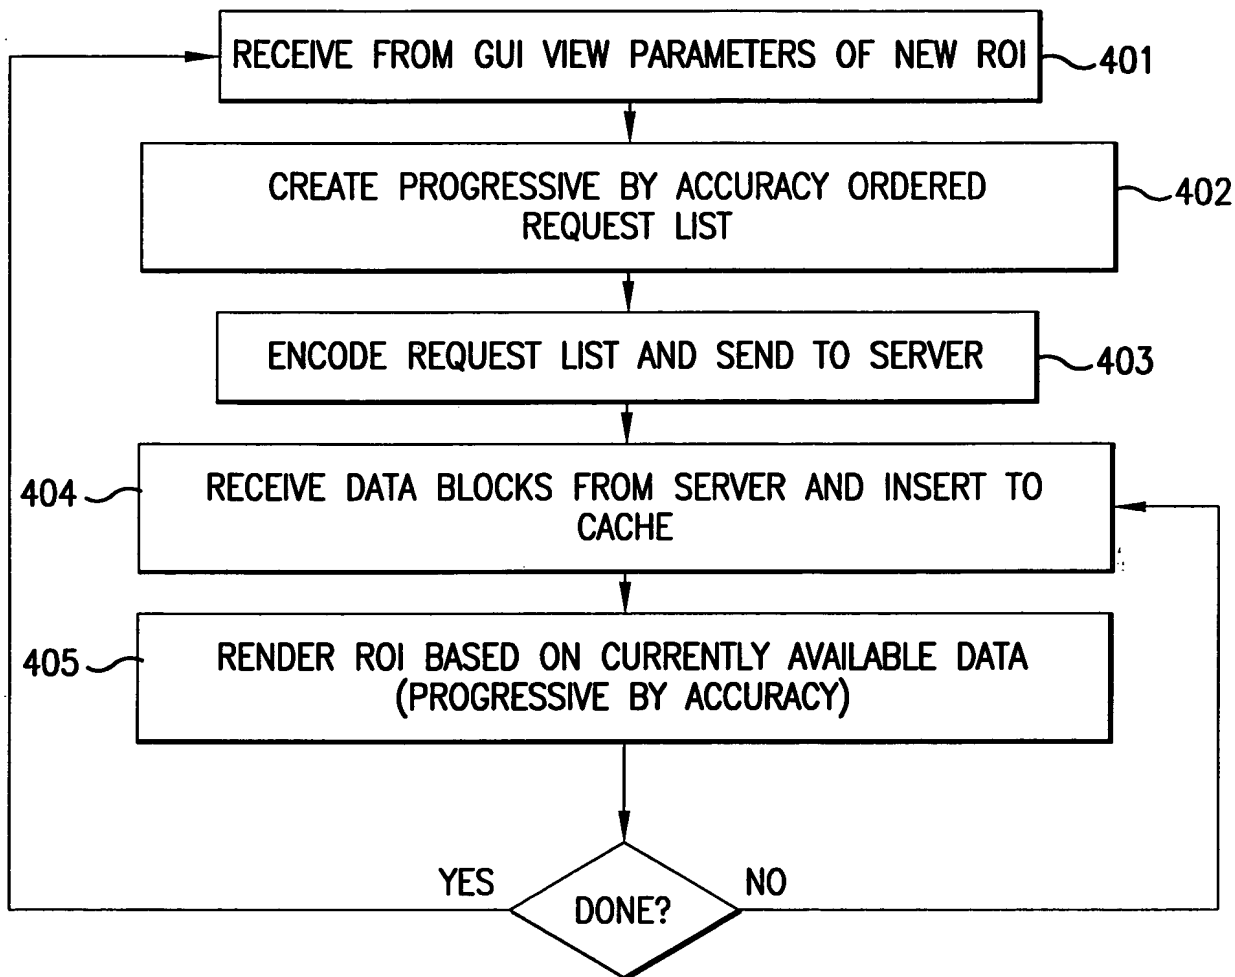 RECEIVE FROM GUI VIEW PARAMETERS OF NEW ROI
401
CREATE PROGRESSIVE BY ACCURACY ORDERED
REQUEST LIST
402
ENCODE REQUEST LIST AND SEND TO SERVER
403
404
RECEIVE DATA BLOCKS FROM SERVER AND INSERT TO
CACHE
405
RENDER ROI BASED ON CURRENTLY AVAILABLE DATA
(PROGRESSIVE BY ACCURACY)
YES
NO
DONE?